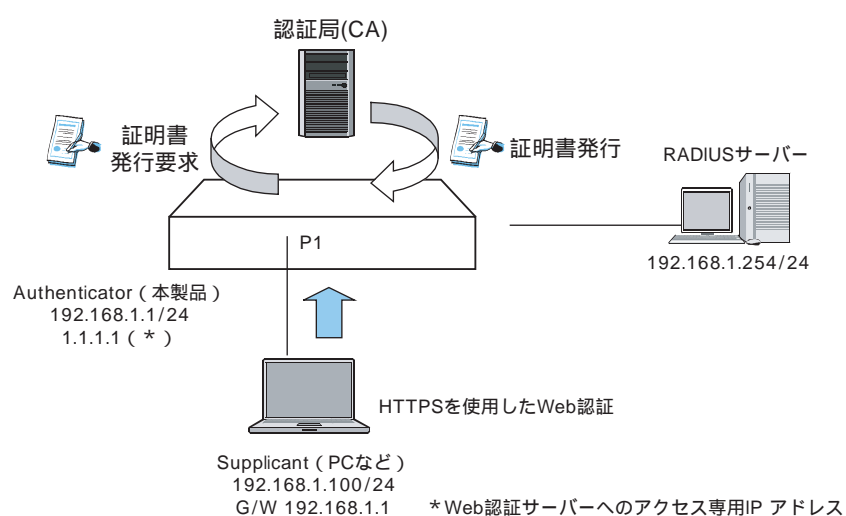 認証局(CA)
証明書
発行要求
証明書発行
RADIUSサーバー
P1
192.168.1.254/24
Authenticator（本製品）
192.168.1.1/24
1.1.1.1（＊）
HTTPSを使用したWeb認証
Supplicant（PCなど）
192.168.1.100/24
G/W 192.168.1.1
＊Web認証サーバーへのアクセス専用IP アドレス